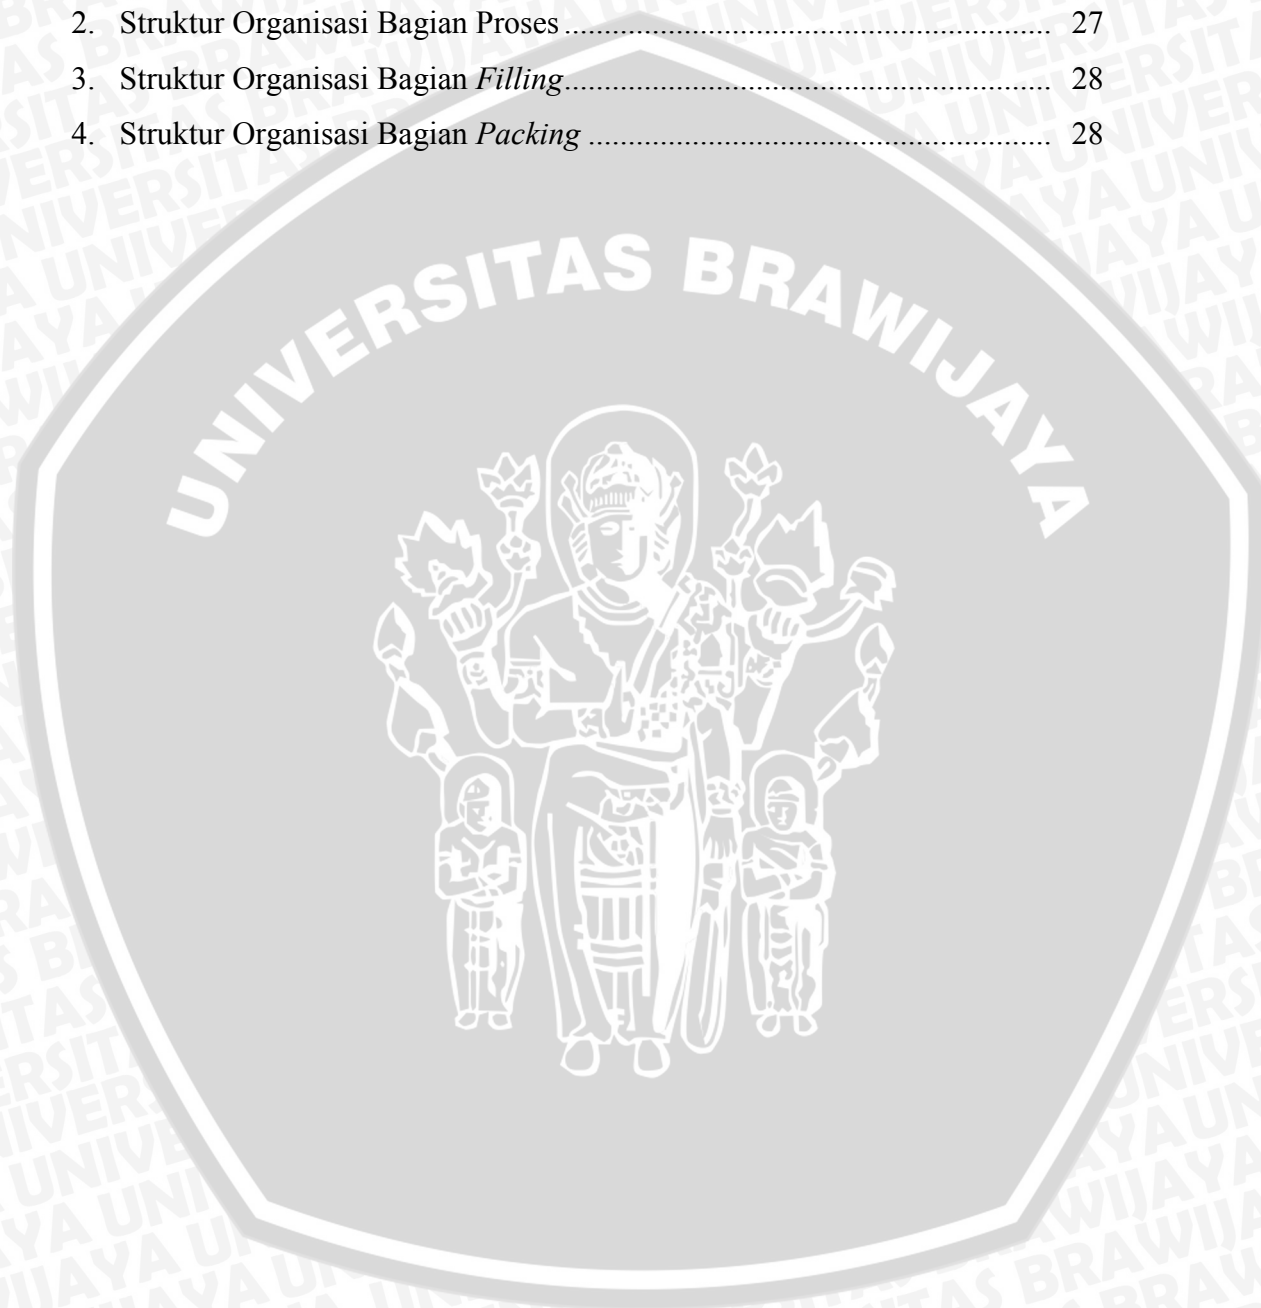 2. Struktur Organisasi Bagian Proses ............................................................. 27
3. Struktur Organisasi Bagian Filling............................................................. 28
4. Struktur Organisasi Bagian Packing .......................................................... 28
UNIVERSITAS BRAWIJAYA